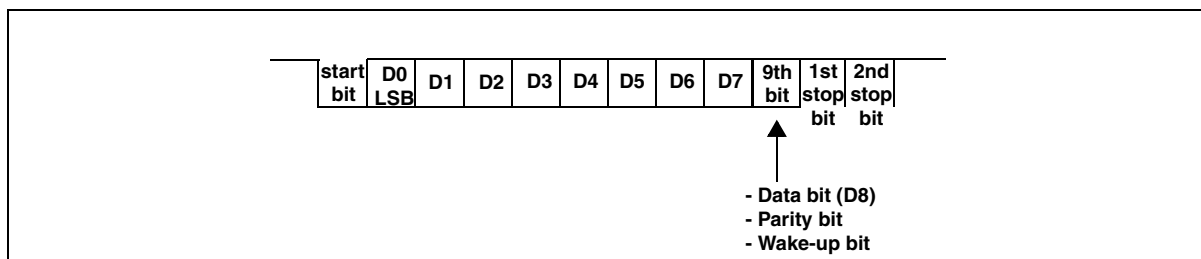 start bit D0 LSB D1 D2 D3 D4 D5 D6 D7 9th bit 1st stop bit 2nd stop bit
- Data bit (D8)
- Parity bit
- Wake-up bit